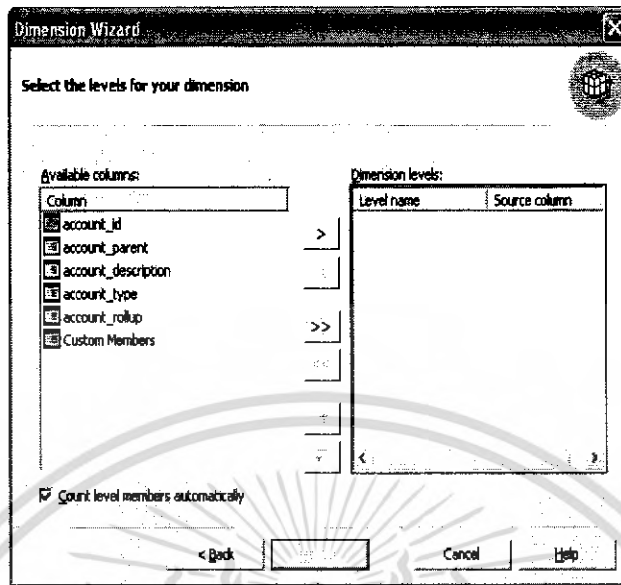 Dimension Wizard
Select the levels for your dimension
Available columns:
Column
account_id
account_parent
account_description
account_type
account_rollup
Custom Members
>
>>
<<
Dimension levels:
Level name Source column
Count level members automatically
< Back Cancel Help